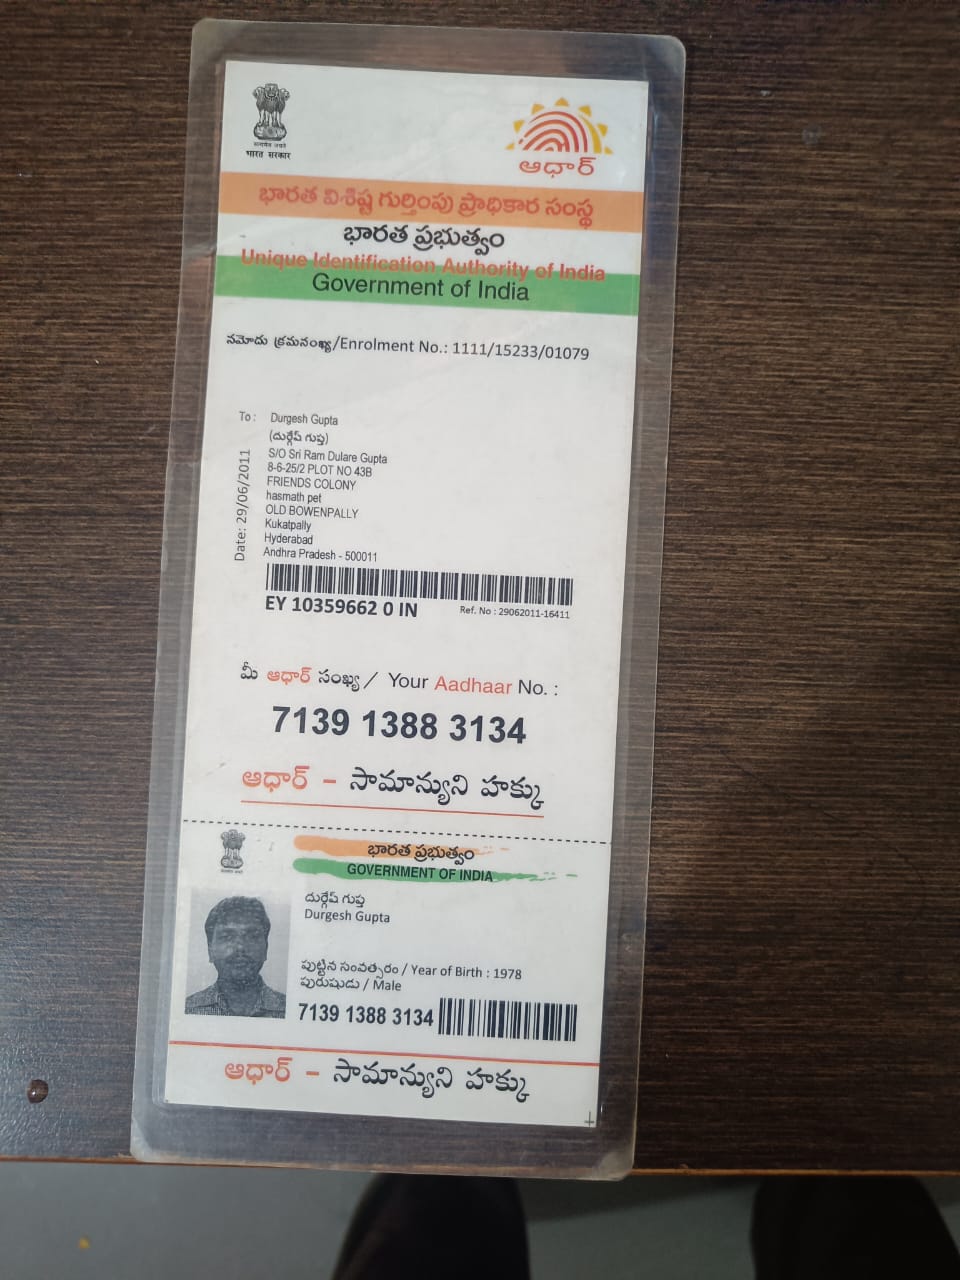 सत्यमेव जयते
भारत सरकार
ఆధార్
భారత విశిష్ట గుర్తింపు ప్రాధికార సంస్థ
భారత ప్రభుత్వం
Unique Identification Authority of India
Government of India
నమోదు క్రమసంఖ్య/Enrolment No.: 1111/15233/01079
To : Durgesh Gupta
(దుర్గేష్ గుప్త)
S/O Sri Ram Dulare Gupta
8-6-25/2 PLOT NO 43B
FRIENDS COLONY
hasmath pet
OLD BOWENPALLY
Kukatpally
Hyderabad
Andhra Pradesh - 500011
Date: 29/06/2011
EY 10359662 0 IN
Ref. No : 29062011-16411
మీ ఆధార్ సంఖ్య / Your Aadhaar No. :
7139 1388 3134
ఆధార్ - సామాన్యుని హక్కు
భారత ప్రభుత్వం
GOVERNMENT OF INDIA
దుర్గేష్ గుప్త
Durgesh Gupta
పుట్టిన సంవత్సరం / Year of Birth : 1978
పురుషుడు / Male
7139 1388 3134
ఆధార్ - సామాన్యుని హక్కు